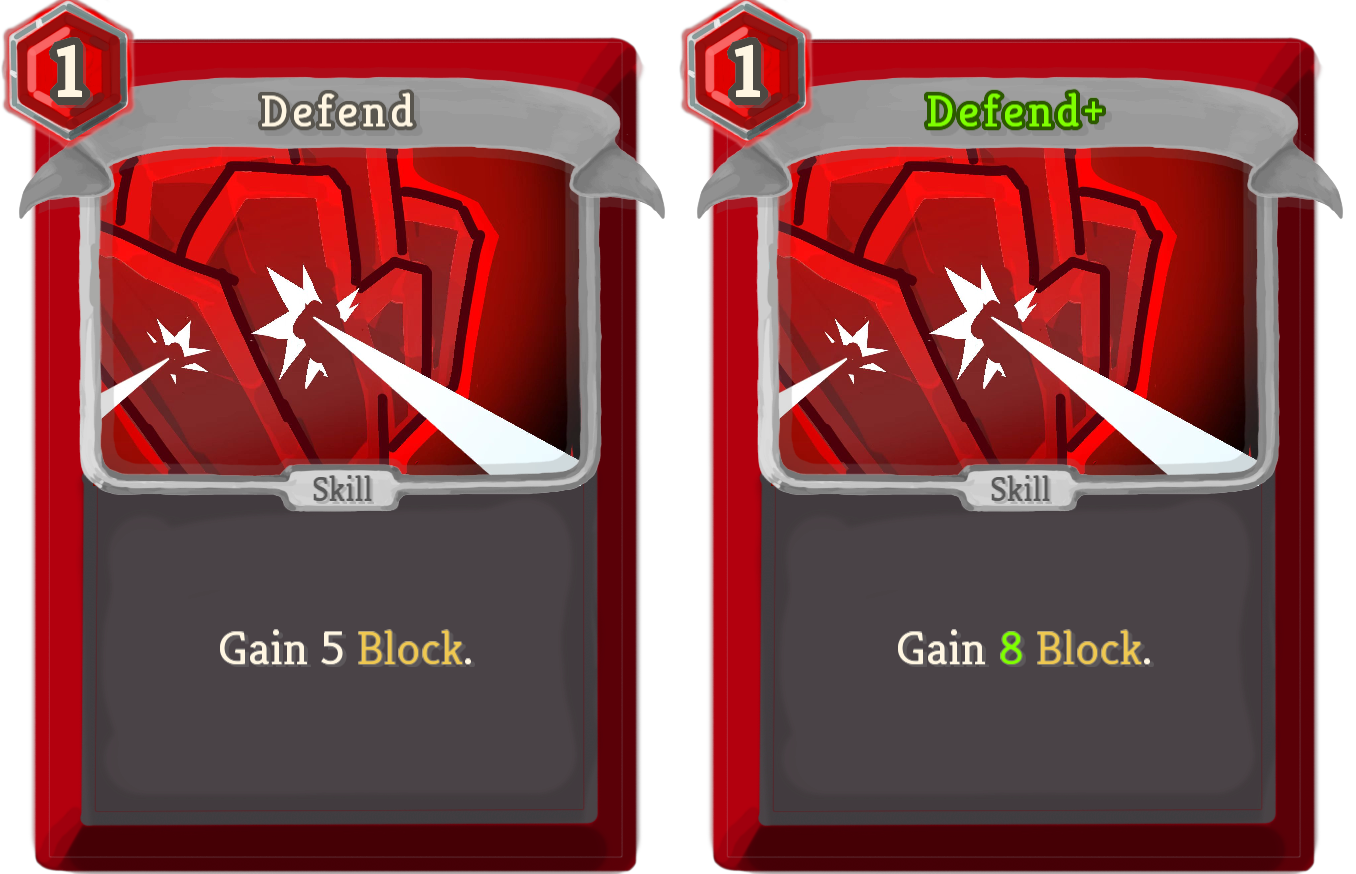 1
Defend
Skill
Gain 5 Block.
1
Defend+
Skill
Gain 8 Block.